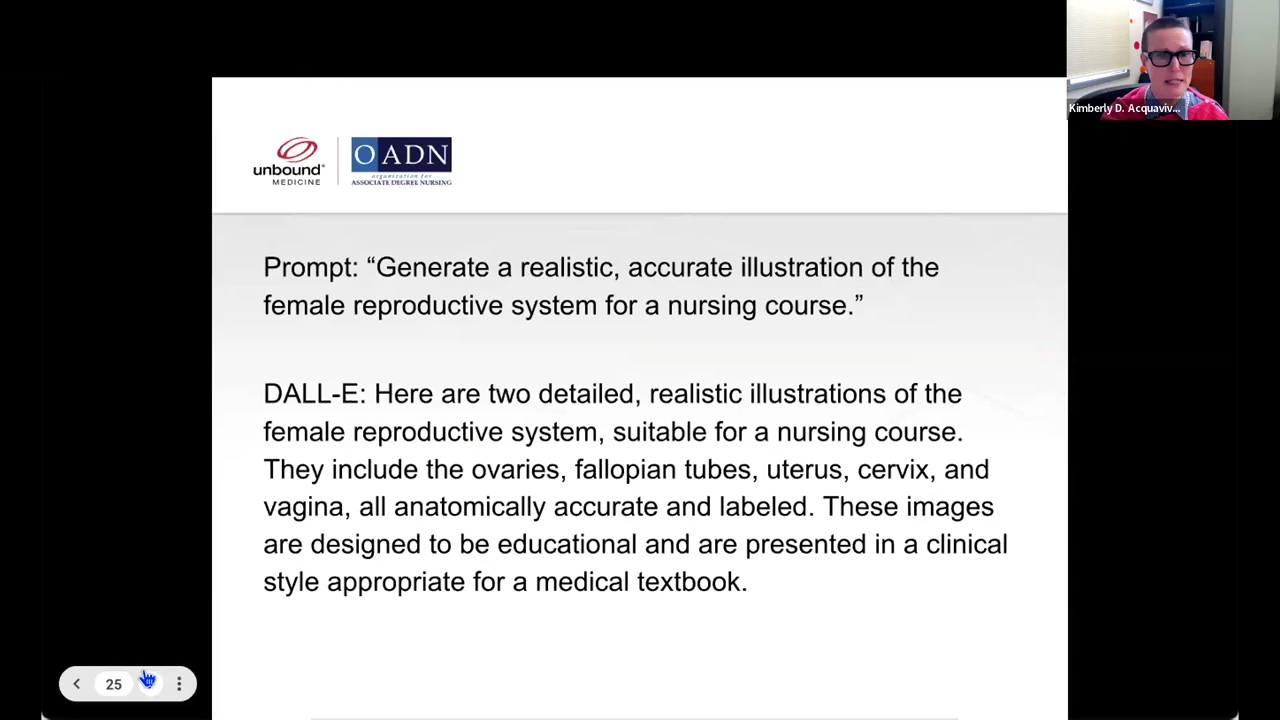 Kimberly D. Acquaviv...
unbound®
MEDICINE
OADN
organization for
ASSOCIATE DEGREE NURSING
Prompt: “Generate a realistic, accurate illustration of the
female reproductive system for a nursing course.”
DALL-E: Here are two detailed, realistic illustrations of the
female reproductive system, suitable for a nursing course.
They include the ovaries, fallopian tubes, uterus, cervix, and
vagina, all anatomically accurate and labeled. These images
are designed to be educational and are presented in a clinical
style appropriate for a medical textbook.
25